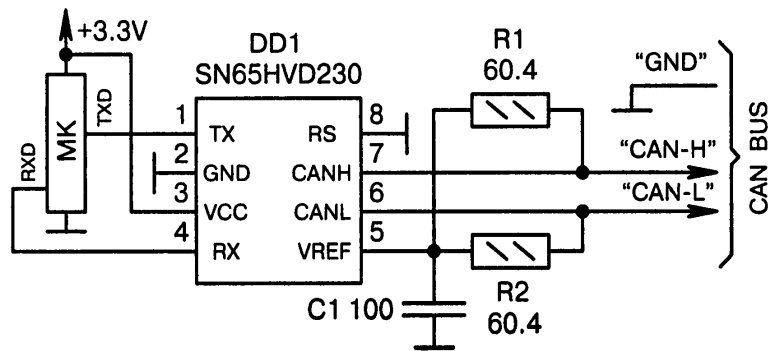 +3.3V
DD1
SN65HVD230
R1
60.4
"GND"
TXD
RXD
MK
1
TX
RS
8
2
GND
CANH
7
"CAN-H"
3
VCC
CANL
6
"CAN-L"
4
RX
VREF
5
CAN BUS
C1 100
R2
60.4